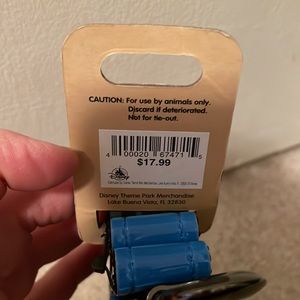 CAUTION: For use by animals only.
Discard if deteriorated.
Not for tie-out.
4 00020 67471 5
$17.99
Disney
Disney Theme Park Merchandise
Lake Buena Vista, FL 32830